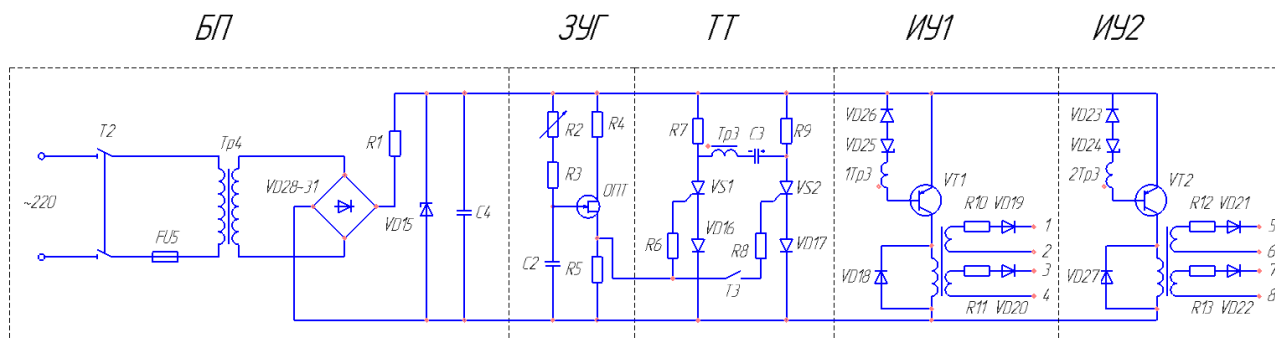 БП ЗУГ ТТ ИУ1 ИУ2
T2 Тр4 R1 R2 R4 R7 Тр3 C3 R9 VD26 VD23
VD25 VD24
R3 ОПТ VS1 VS2 1Тр3 VT1 2Тр3 VT2
~220 VD28-31 VD15 C4 R10 VD19 1 R12 VD21 5
FU5 C2 R5 R6 VD16 R8 VD17 2 6
VD18 3 VD27 7
T3 4 8
R11 VD20 R13 VD22